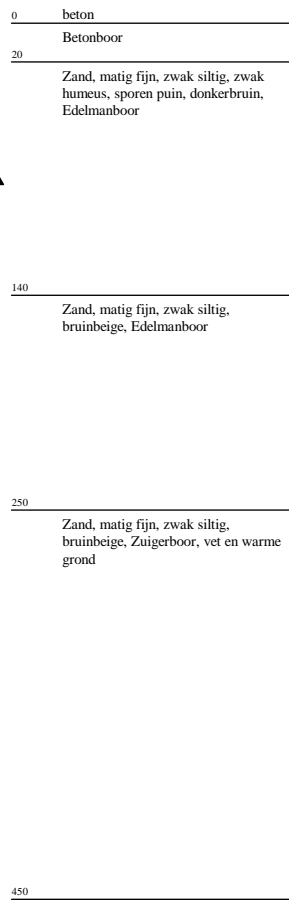 0 beton
Betonboor
20
Zand, matig fijn, zwak siltig, zwak
humeus, sporen puin, donkerbruin,
Edelmanboor
140
Zand, matig fijn, zwak siltig,
bruinbeige, Edelmanboor
250
Zand, matig fijn, zwak siltig,
bruinbeige, Zuigerboor, vet en warme
grond
450